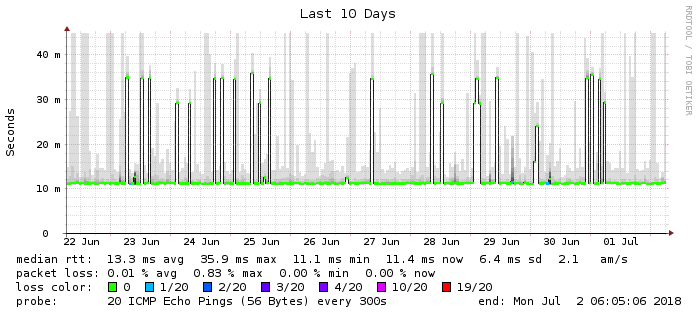 Last 10 Days
RRDTOOL / TOBI OETIKER
Seconds
40 m
30 m
20 m
10 m
0
22 Jun 23 Jun 24 Jun 25 Jun 26 Jun 27 Jun 28 Jun 29 Jun 30 Jun 01 Jul
median rtt: 13.3 ms avg 35.9 ms max 11.1 ms min 11.4 ms now 6.4 ms sd 2.1 am/s
packet loss: 0.01 % avg 0.83 % max 0.00 % min 0.00 % now
loss color: 0 1/20 2/20 3/20 4/20 10/20 19/20
probe: 20 ICMP Echo Pings (56 Bytes) every 300s end: Mon Jul 2 06:05:06 2018